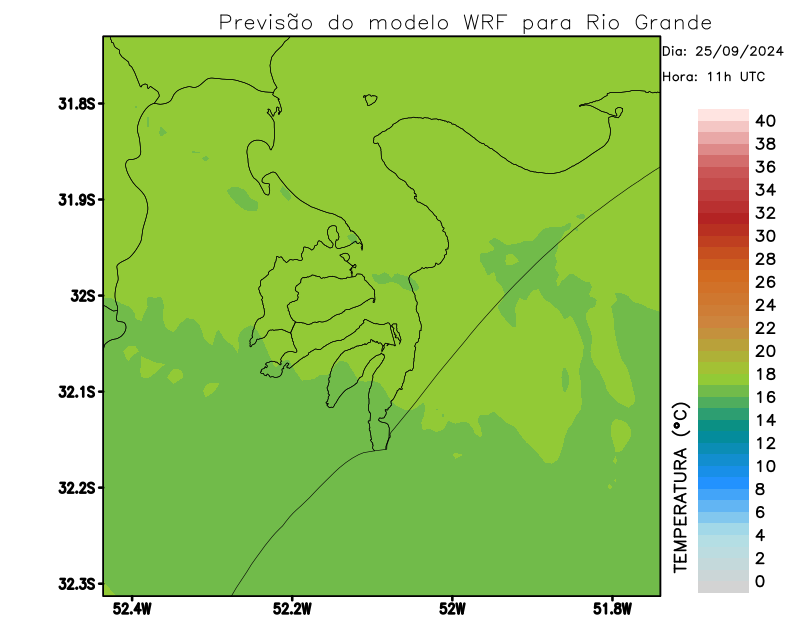 Previsão do modelo WRF para Rio Grande
Dia: 25/09/2024
Hora: 11h UTC
31.8S
31.9S
32S
32.1S
32.2S
32.3S
52.4W
52.2W
52W
51.8W
TEMPERATURA (°C)
40
38
36
34
32
30
28
26
24
22
20
18
16
14
12
10
8
6
4
2
0